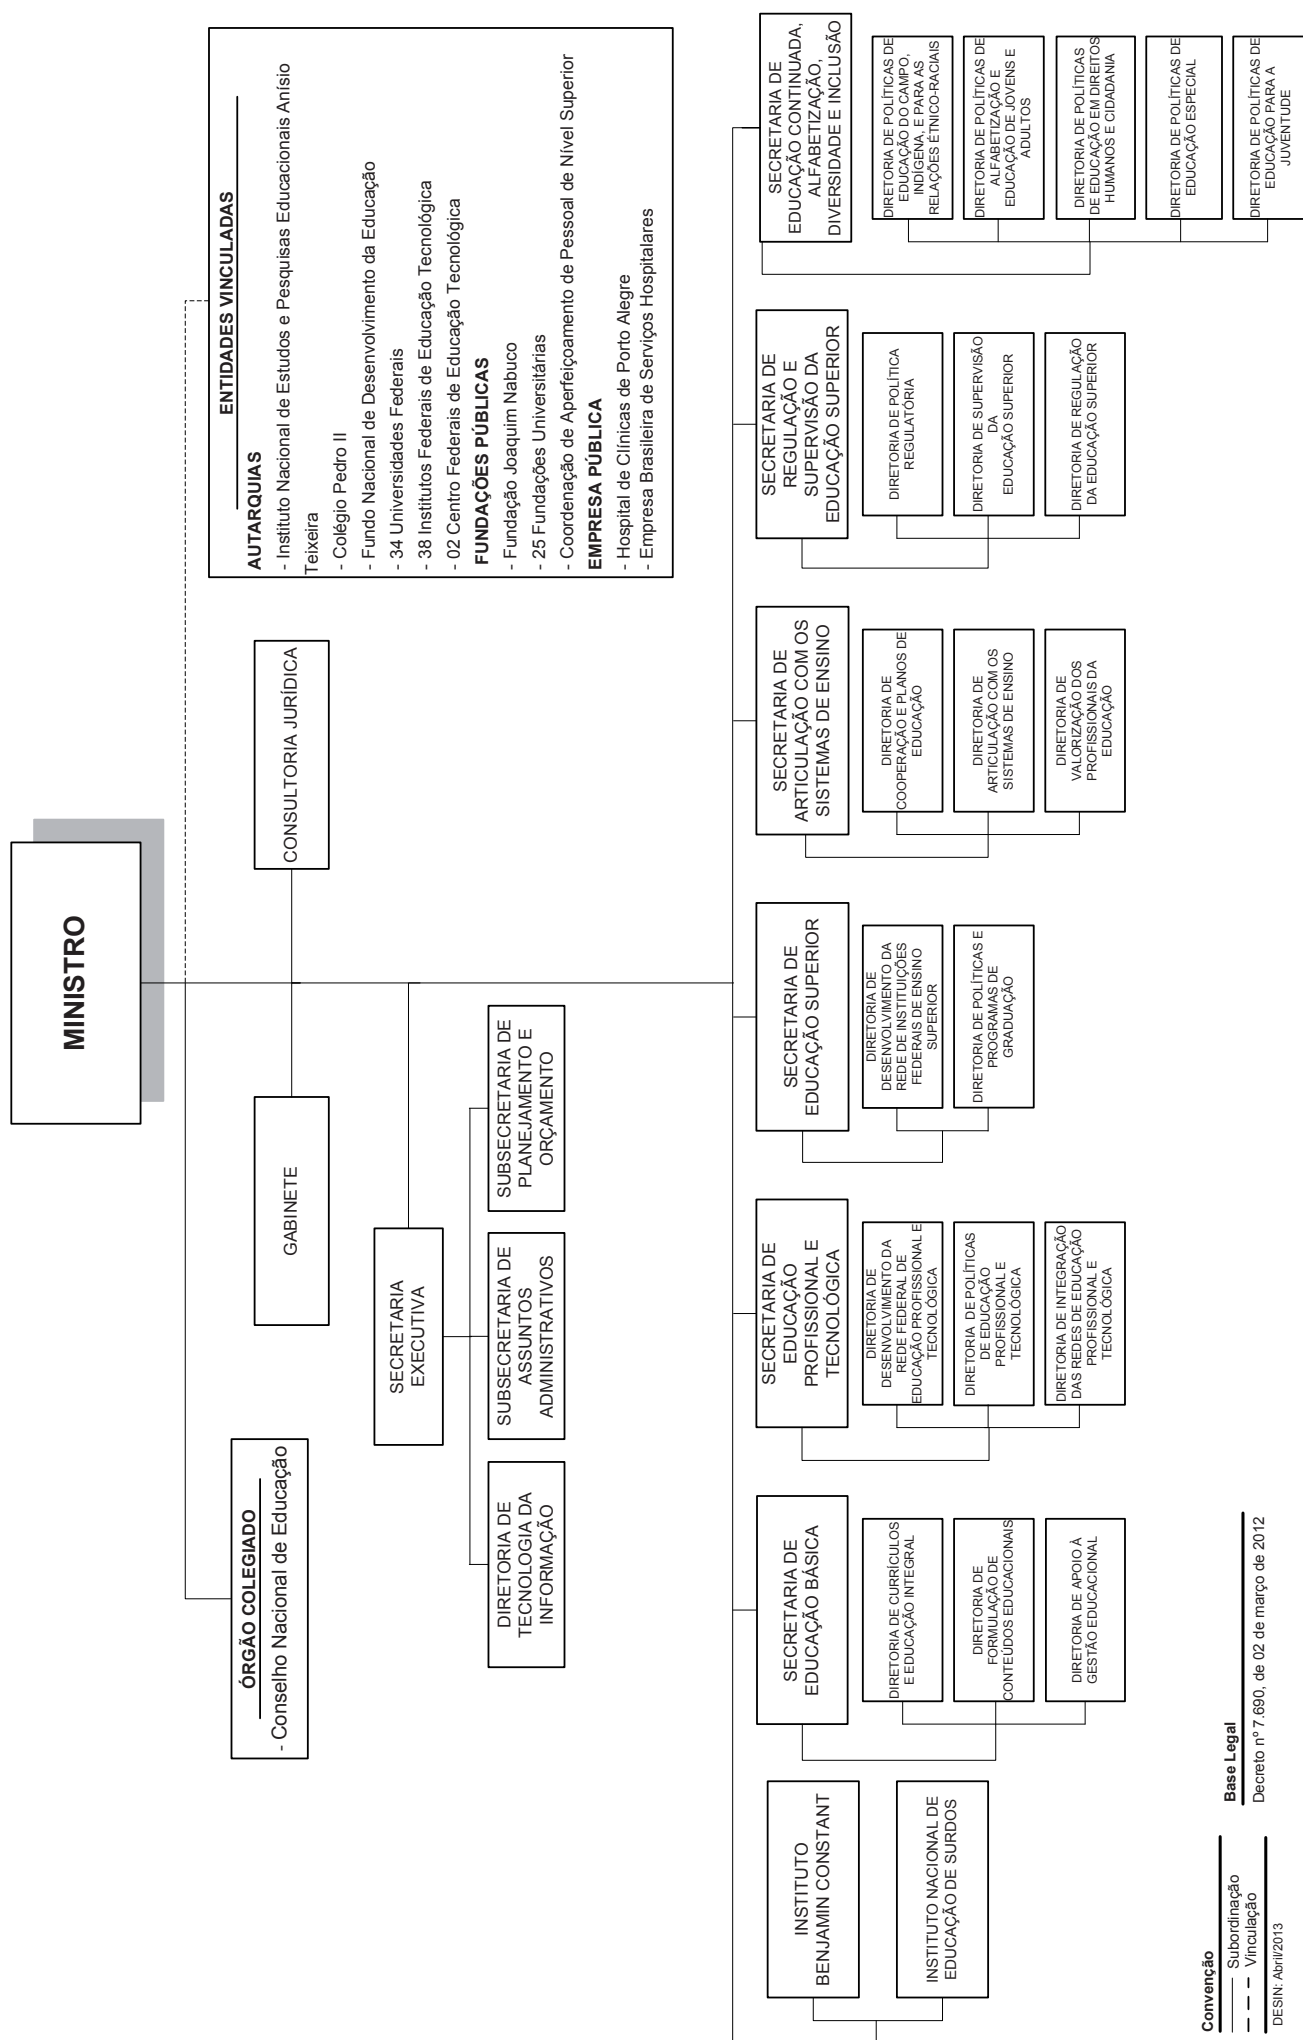 MINISTRO
ÓRGÃO COLEGIADO
- Conselho Nacional de Educação
GABINETE
CONSULTORIA JURÍDICA
ENTIDADES VINCULADAS
AUTARQUIAS
- Instituto Nacional de Estudos e Pesquisas Educacionais Anísio
Teixeira
- Colégio Pedro II
- Fundo Nacional de Desenvolvimento da Educação
- 34 Universidades Federais
- 38 Institutos Federais de Educação Tecnológica
- 02 Centro Federais de Educação Tecnológica
FUNDAÇÕES PÚBLICAS
- Fundação Joaquim Nabuco
- 25 Fundações Universitárias
- Coordenação de Aperfeiçoamento de Pessoal de Nível Superior
EMPRESA PÚBLICA
- Hospital de Clínicas de Porto Alegre
- Empresa Brasileira de Serviços Hospitalares
SECRETARIA
EXECUTIVA
DIRETORIA DE
TECNOLOGIA DA
INFORMAÇÃO
SUBSECRETARIA DE
ASSUNTOS
ADMINISTRATIVOS
SUBSECRETARIA DE
PLANEJAMENTO E
ORÇAMENTO
INSTITUTO
BENJAMIN CONSTANT
INSTITUTO NACIONAL DE
EDUCAÇÃO DE SURDOS
SECRETARIA DE
EDUCAÇÃO BÁSICA
DIRETORIA DE CURRÍCULOS
E EDUCAÇÃO INTEGRAL
DIRETORIA DE
FORMULAÇÃO DE
CONTEÚDOS EDUCACIONAIS
DIRETORIA DE APOIO À
GESTÃO EDUCACIONAL
SECRETARIA DE
EDUCAÇÃO
PROFISSIONAL E
TECNOLÓGICA
DIRETORIA DE
DESENVOLVIMENTO DA
REDE FEDERAL DE
EDUCAÇÃO PROFISSIONAL E
TECNOLÓGICA
DIRETORIA DE POLÍTICAS
DE EDUCAÇÃO
PROFISSIONAL E
TECNOLÓGICA
DIRETORIA DE INTEGRAÇÃO
DAS REDES DE EDUCAÇÃO
PROFISSIONAL E
TECNOLÓGICA
SECRETARIA DE
EDUCAÇÃO SUPERIOR
DIRETORIA DE
DESENVOLVIMENTO DA
REDE DE INSTITUIÇÕES
FEDERAIS DE ENSINO
SUPERIOR
DIRETORIA DE POLÍTICAS E
PROGRAMAS DE
GRADUAÇÃO
SECRETARIA DE
ARTICULAÇÃO COM OS
SISTEMAS DE ENSINO
DIRETORIA DE
COOPERAÇÃO E PLANOS DE
EDUCAÇÃO
DIRETORIA DE
ARTICULAÇÃO COM OS
SISTEMAS DE ENSINO
DIRETORIA DE
VALORIZAÇÃO DOS
PROFISSIONAIS DA
EDUCAÇÃO
SECRETARIA DE
REGULAÇÃO E
SUPERVISÃO DA
EDUCAÇÃO SUPERIOR
DIRETORIA DE POLÍTICA
REGULATÓRIA
DIRETORIA DE SUPERVISÃO
DA
EDUCAÇÃO SUPERIOR
DIRETORIA DE REGULAÇÃO
DA EDUCAÇÃO SUPERIOR
SECRETARIA DE
EDUCAÇÃO CONTINUADA,
ALFABETIZAÇÃO,
DIVERSIDADE E INCLUSÃO
DIRETORIA DE POLÍTICAS DE
EDUCAÇÃO DO CAMPO,
INDÍGENA, E PARA AS
RELAÇÕES ÉTNICO-RACIAIS
DIRETORIA DE POLÍTICAS DE
ALFABETIZAÇÃO E
EDUCAÇÃO DE JOVENS E
ADULTOS
DIRETORIA DE POLÍTICAS
DE EDUCAÇÃO EM DIREITOS
HUMANOS E CIDADANIA
DIRETORIA DE POLÍTICAS DE
EDUCAÇÃO ESPECIAL
DIRETORIA DE POLÍTICAS DE
EDUCAÇÃO PARA A
JUVENTUDE
Convenção
Subordinação
Vinculação
DESIN: Abril/2013
Base Legal
Decreto nº 7.690, de 02 de março de 2012